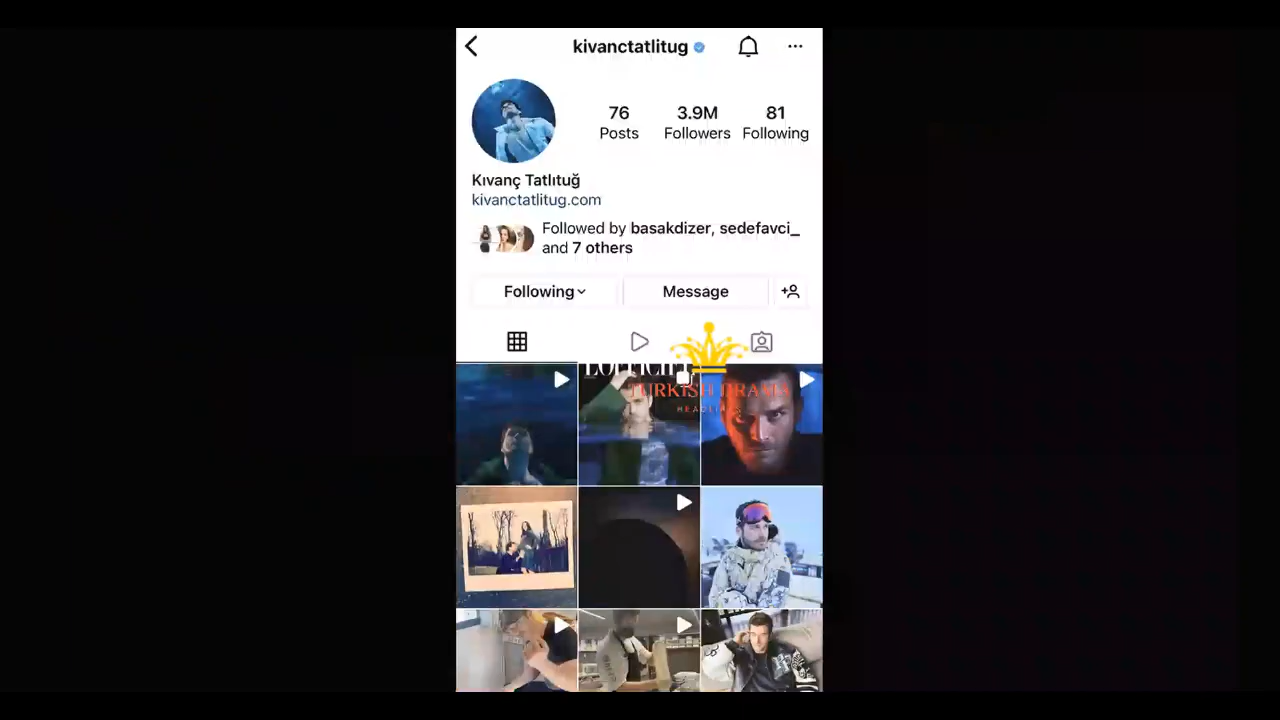 kivanctatlitug
76
3.9M
81
Posts
Followers
Following
Kıvanç Tatlıtuğ
kivanctatlitug.com
Followed by basakdizer, sedefavci_
and 7 others
Following
Message
TURKISH DRAMA